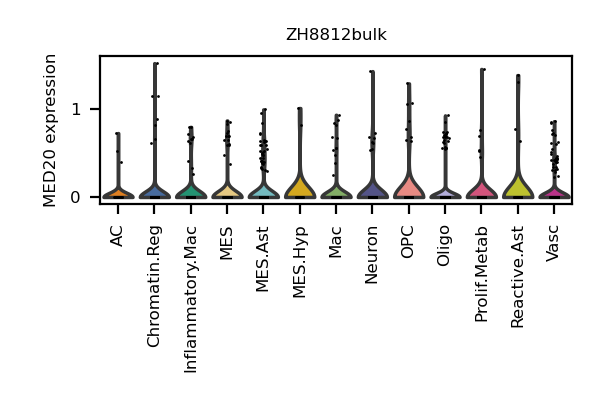 ZH8812bulk
MED20 expression
1
0
AC
Chromatin.Reg
Inflammatory.Mac
MES
MES.Ast
MES.Hyp
Mac
Neuron
OPC
Oligo
Prolif.Metab
Reactive.Ast
Vasc